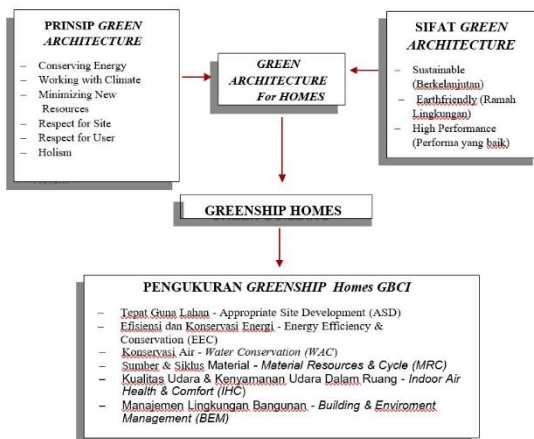 PRINSIP GREEN
ARCHITECTURE
– Conserving Energy
– Working with Climate
– Minimizing New
Resources
– Respect for Site
– Respect for User
– Holism
GREEN
ARCHITECTURE
For HOMES
SIFAT GREEN
ARCHITECTURE
– Sustainable
(Berkelanjutan)
– Earthfriendly (Ramah
Lingkungan)
– High Performance
(Performa yang baik)
GREENSHIP HOMES
PENGUKURAN GREENSHIP Homes GBCI
– Tepat Guna Lahan - Appropriate Site Development (ASD)
– Efisiensi dan Konservasi Energi - Energy Efficiency &
Conservation (EEC)
– Konservasi Air - Water Conservation (WAC)
– Sumber & Siklus Material - Material Resources & Cycle (MRC)
– Kualitas Udara & Kenyamanan Udara Dalam Ruang - Indoor Air
Health & Comfort (IHC)
– Manajemen Lingkungan Bangunan - Building & Enviroment
Management (BEM)